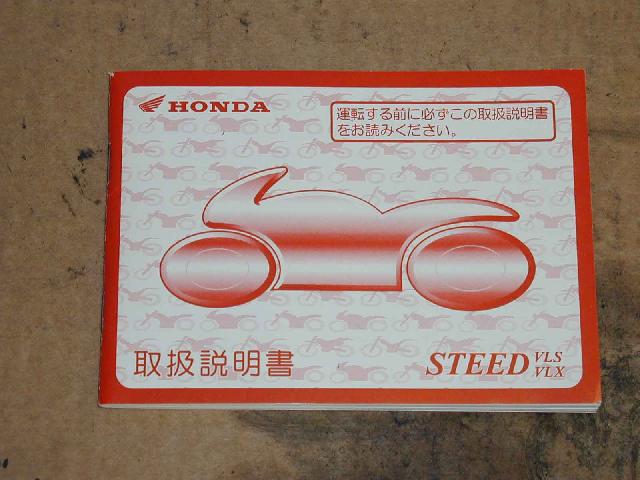 HONDA
運転する前に必ずこの取扱説明書
をお読みください。
取扱説明書
STEED VLS
VLX